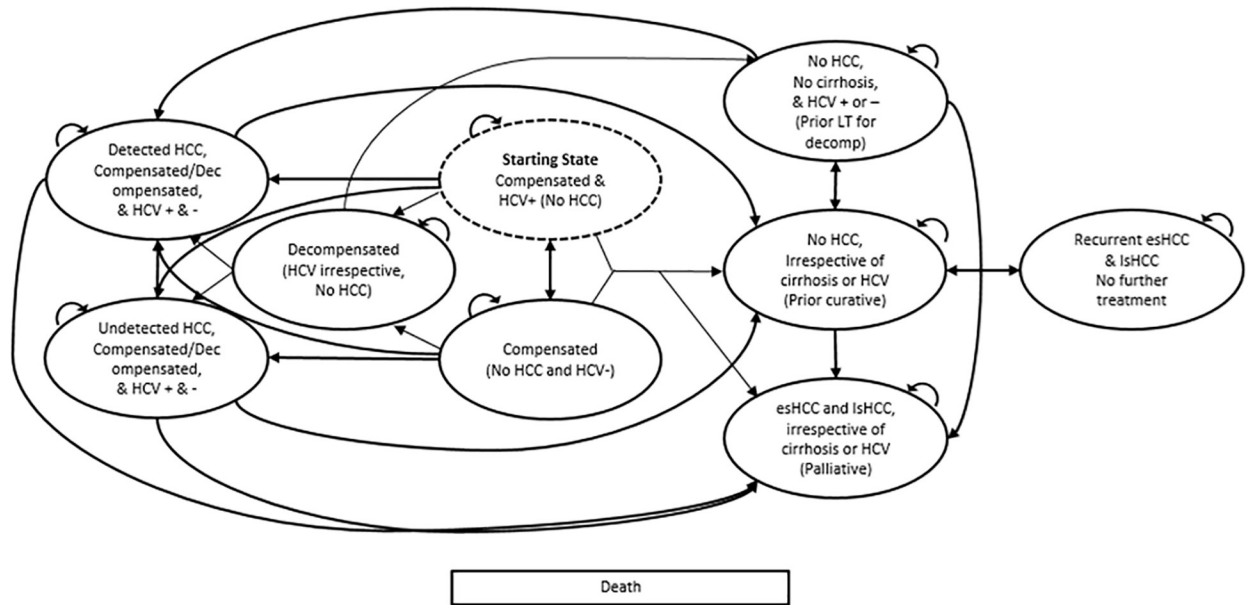 No HCC,
No cirrhosis,
& HCV + or –
(Prior LT for
decomp)
Detected HCC,
Compensated/Dec
ompensated,
& HCV + & -
Starting State
Compensated &
HCV+ (No HCC)
Decompensated
(HCV irrespective,
No HCC)
No HCC,
Irrespective of
cirrhosis or HCV
(Prior curative)
Recurrent esHCC
& lsHCC
No further
treatment
Undetected HCC,
Compensated/Dec
ompensated,
& HCV + & -
Compensated
(No HCC and HCV-)
esHCC and lsHCC,
irrespective of
cirrhosis or HCV
(Palliative)
Death